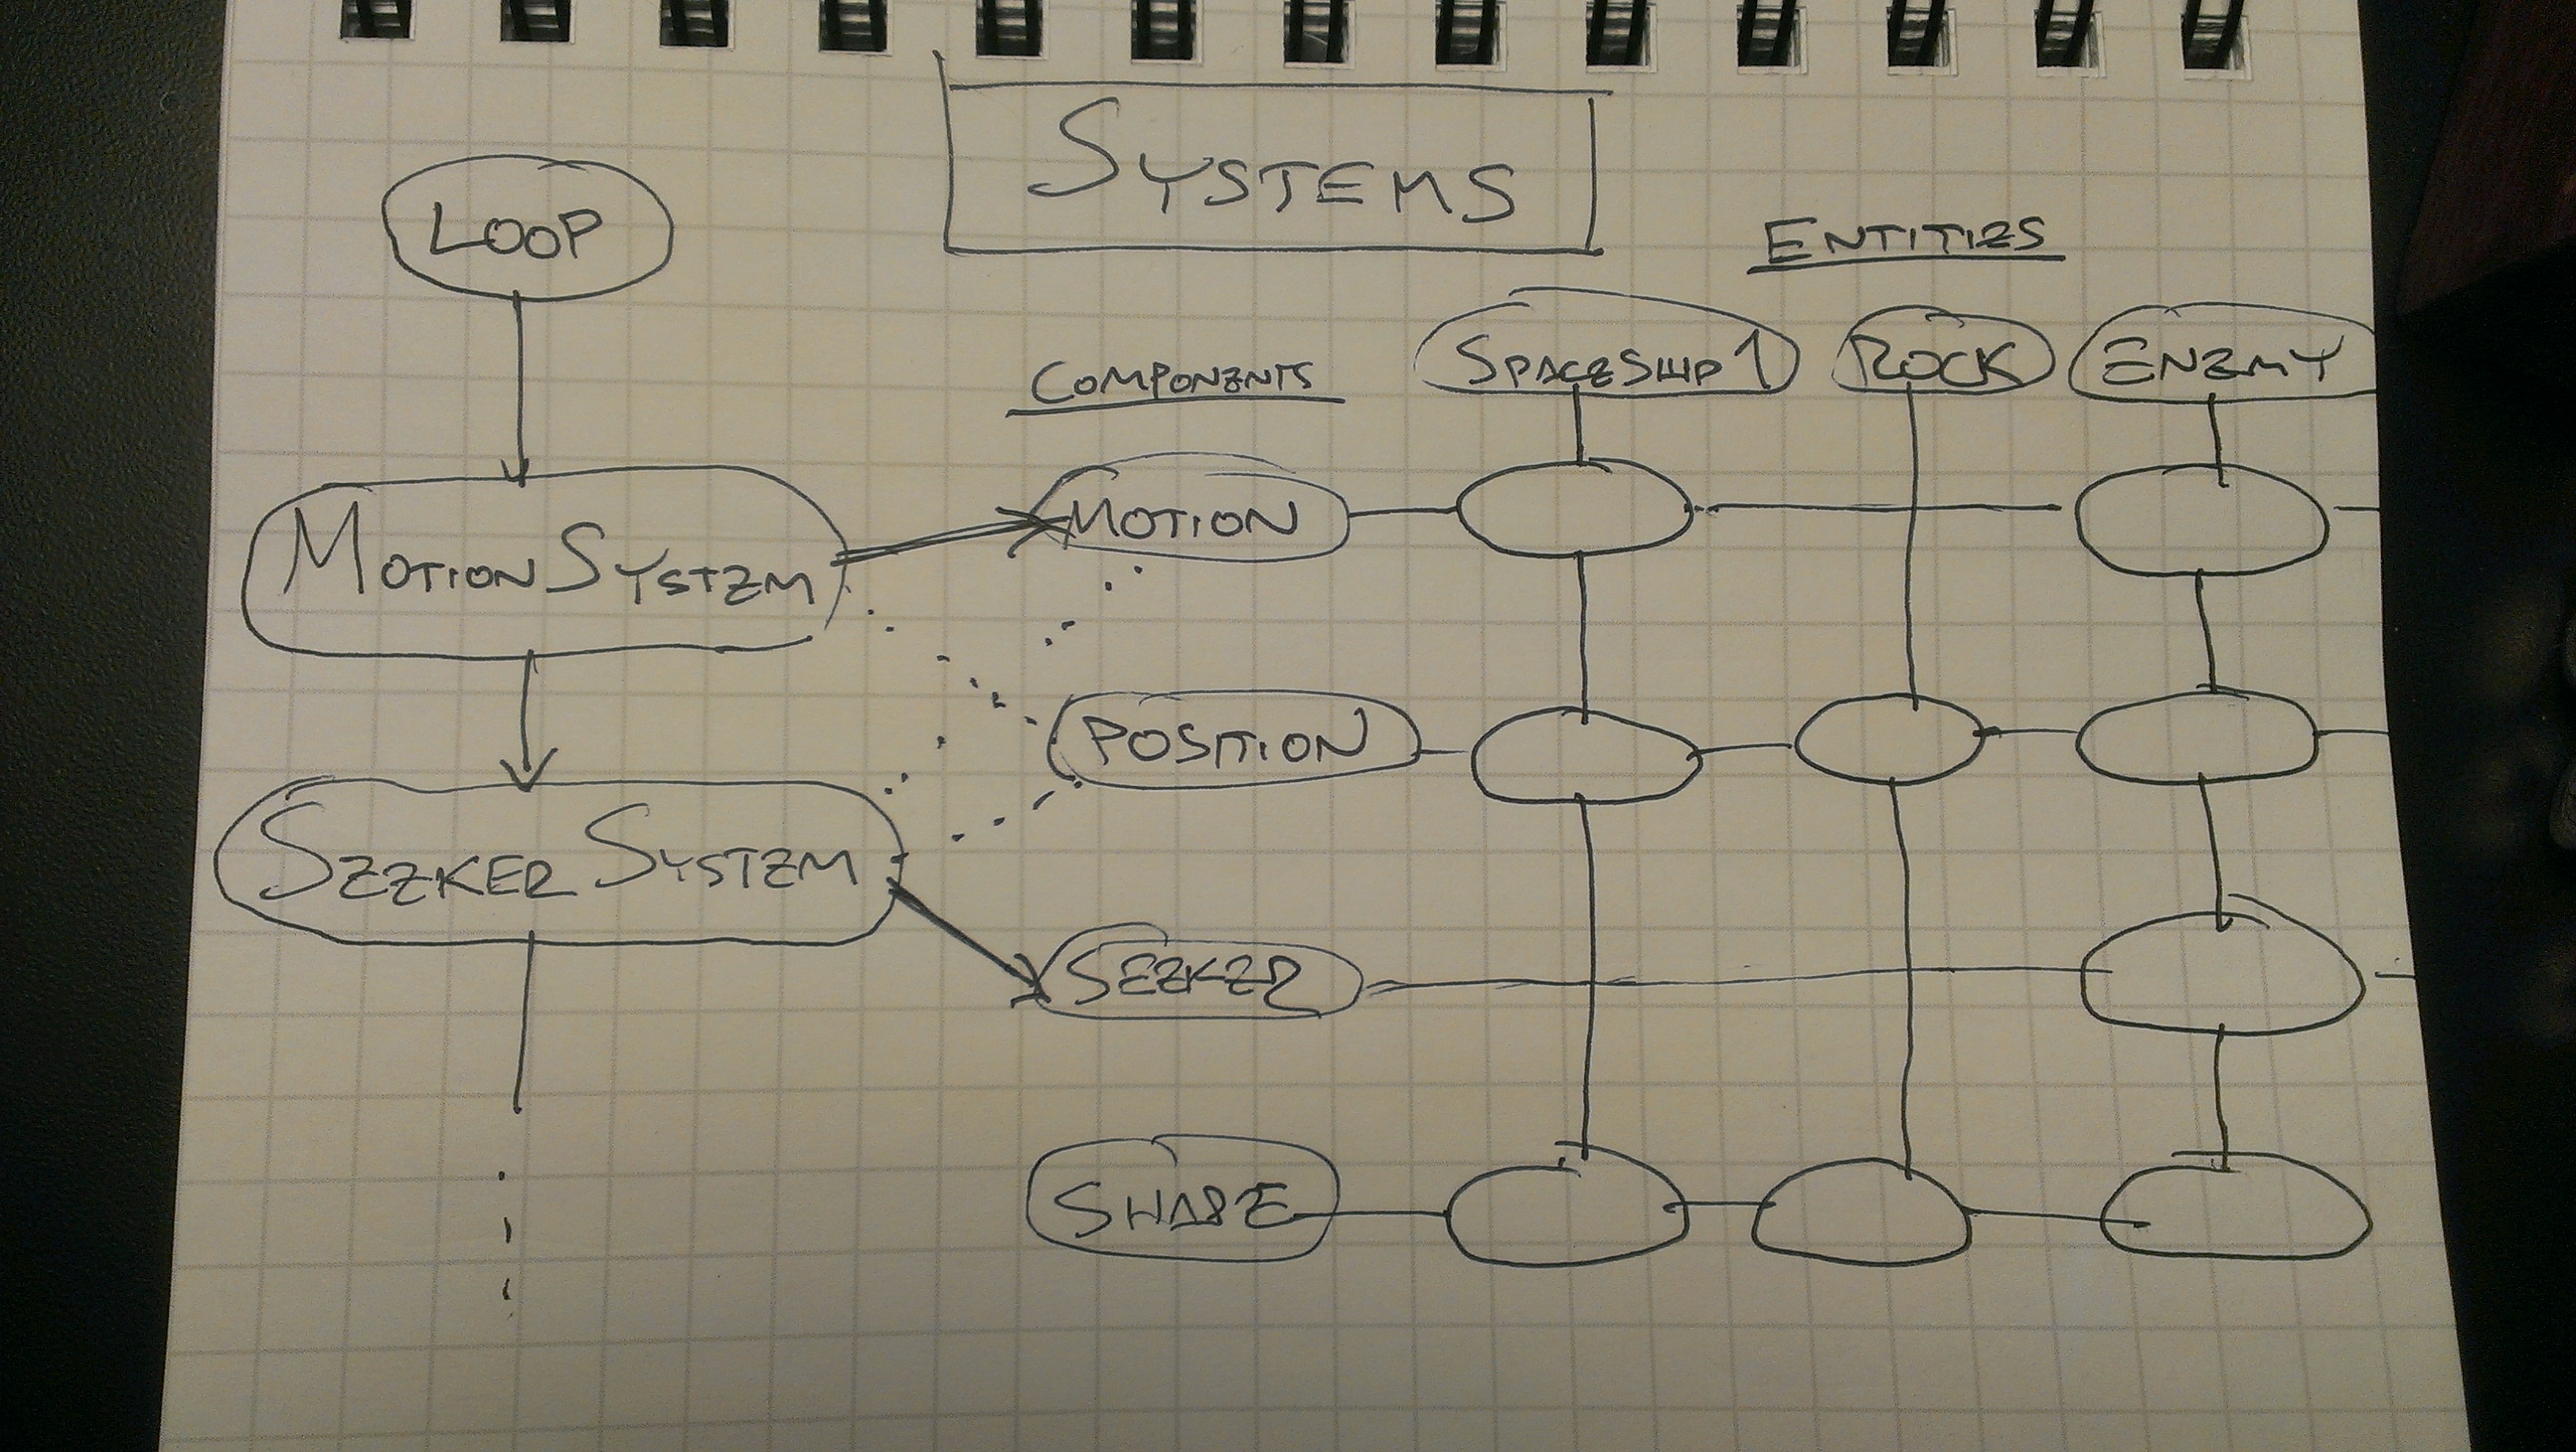 SYSTEMS
LOOP
ENTITIES
COMPONENTS
SPACESHIP 1
ROCK
ENEMY
MOTION SYSTEM
MOTION
POSITION
SEEKER SYSTEM
SEEKER
SHAPE